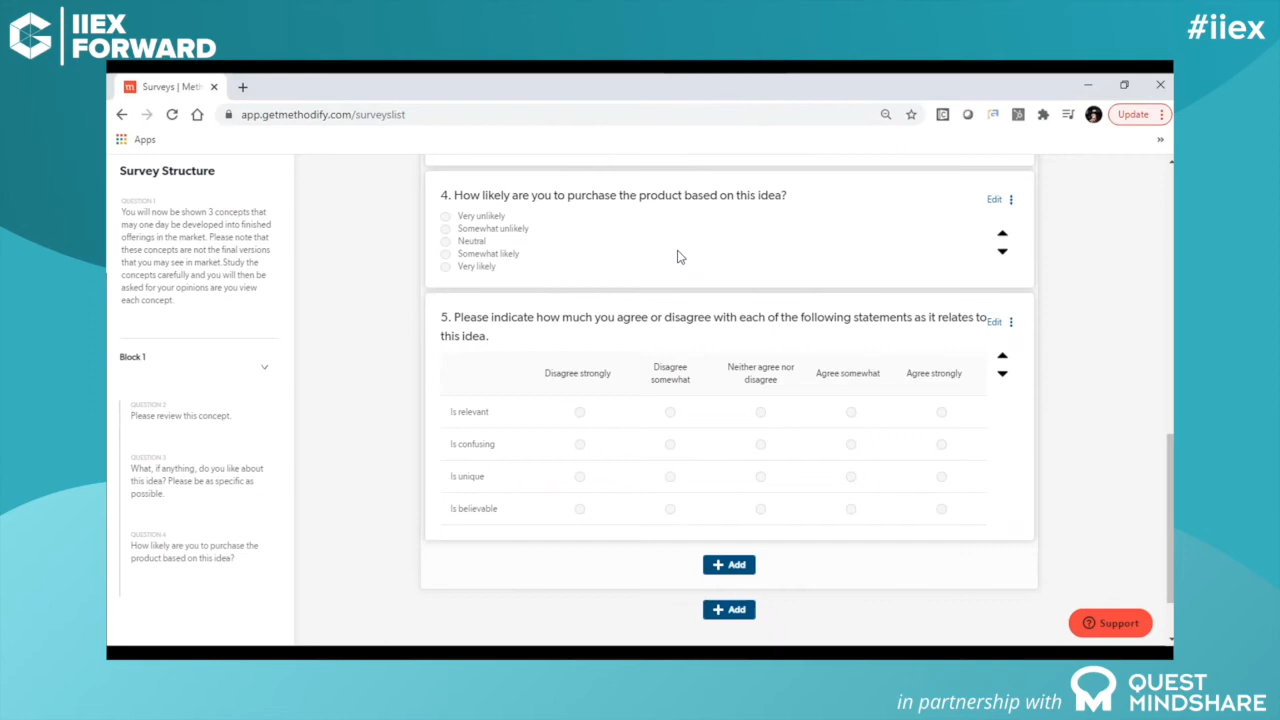 IIEX
FORWARD
#iiex
Surveys | Meth
app.getmethodify.com/surveyslist
Update
Apps
Survey Structure
QUESTION 1
You will now be shown 3 concepts that
may one day be developed into finished
offerings in the market. Please note that
these concepts are not the final versions
that you may see in market. Study the
concepts carefully and you will then be
asked for your opinions are you view
each concept.
Block 1
QUESTION 2
Please review this concept.
QUESTION 3
What, if anything, do you like about
this idea? Please be as specific as
possible.
QUESTION 4
How likely are you to purchase the
product based on this idea?
4. How likely are you to purchase the product based on this idea?
Edit
Very unlikely
Somewhat unlikely
Neutral
Somewhat likely
Very likely
5. Please indicate how much you agree or disagree with each of the following statements as it relates to
this idea.
Edit
Disagree strongly
Disagree
somewhat
Neither agree nor
disagree
Agree somewhat
Agree strongly
Is relevant
Is confusing
Is unique
Is believable
+ Add
+ Add
Support
in partnership with
QUEST
MINDSHARE